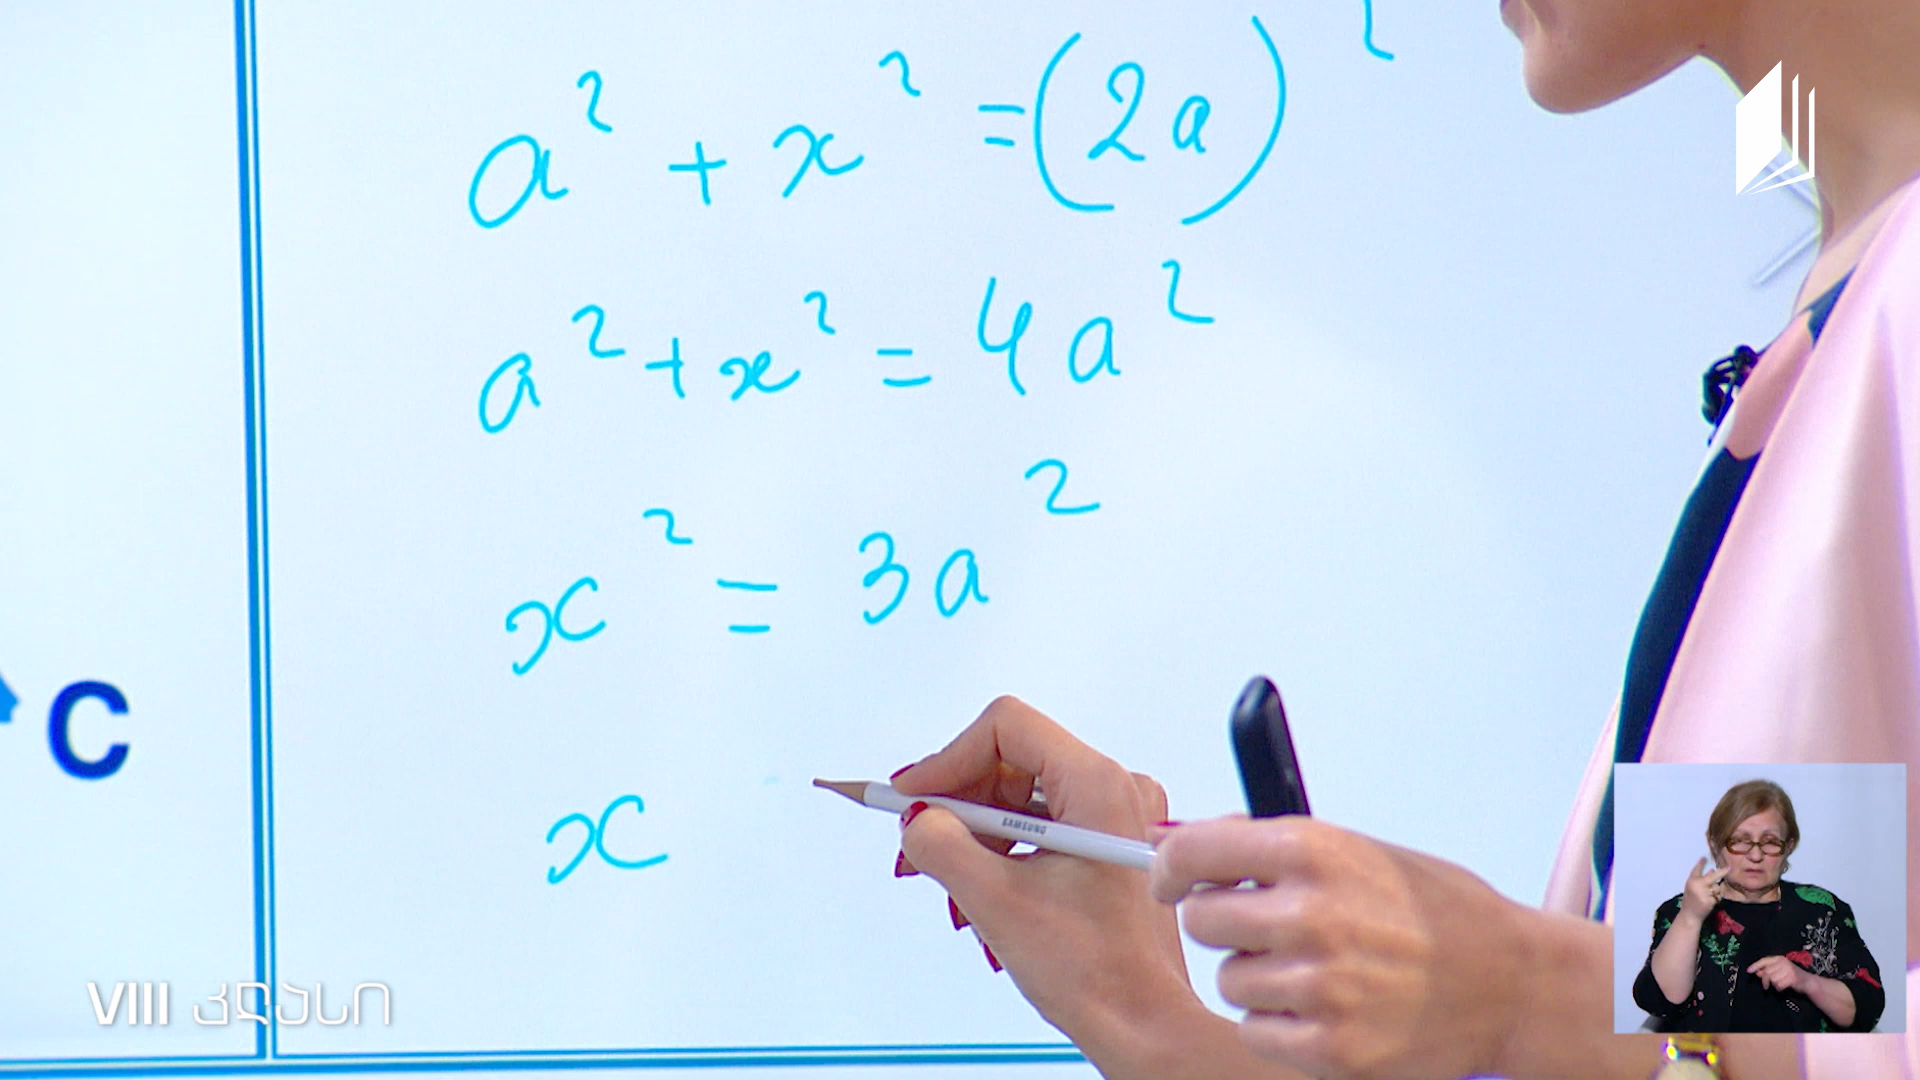 a² + x² = (2a)²
a² + x² = 4a²
x² = 3a²
C
x
SAMSUNG
VIII კლასი